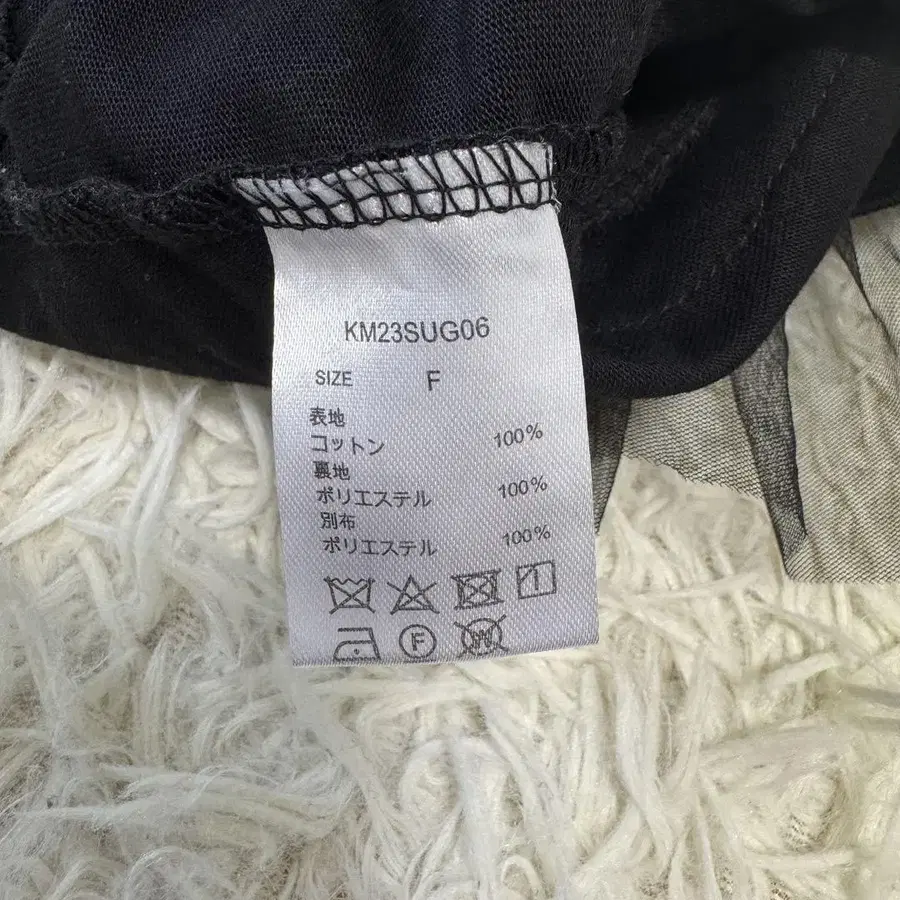 KM23SUG06
SIZE F
表地
コットン 100%
裏地
ポリエステル 100%
別布
ポリエステル 100%
F
W